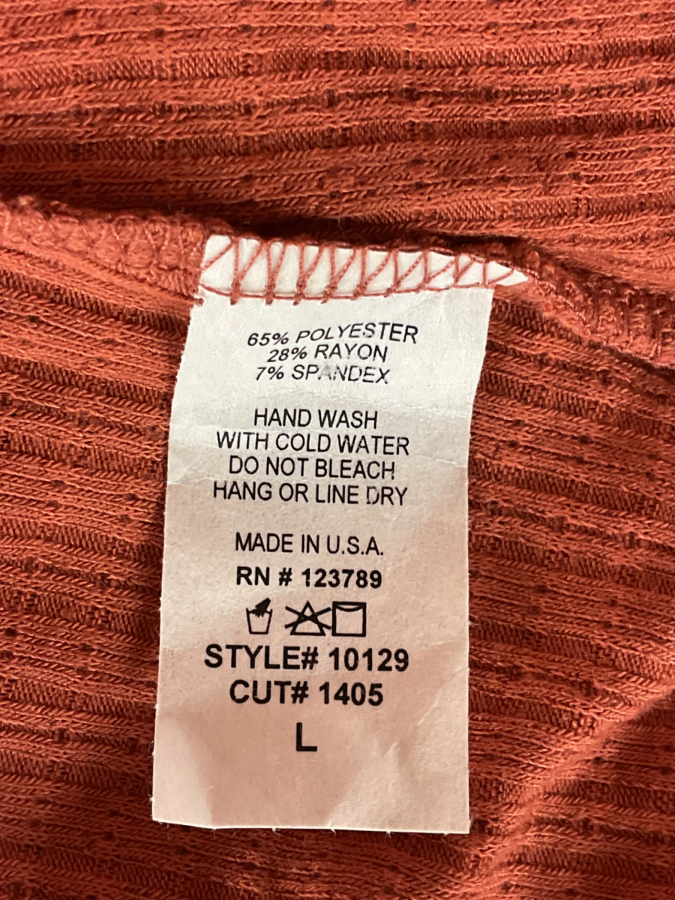 65% POLYESTER
28% RAYON
7% SPANDEX
HAND WASH
WITH COLD WATER
DO NOT BLEACH
HANG OR LINE DRY
MADE IN U.S.A.
RN # 123789
STYLE# 10129
CUT# 1405
L